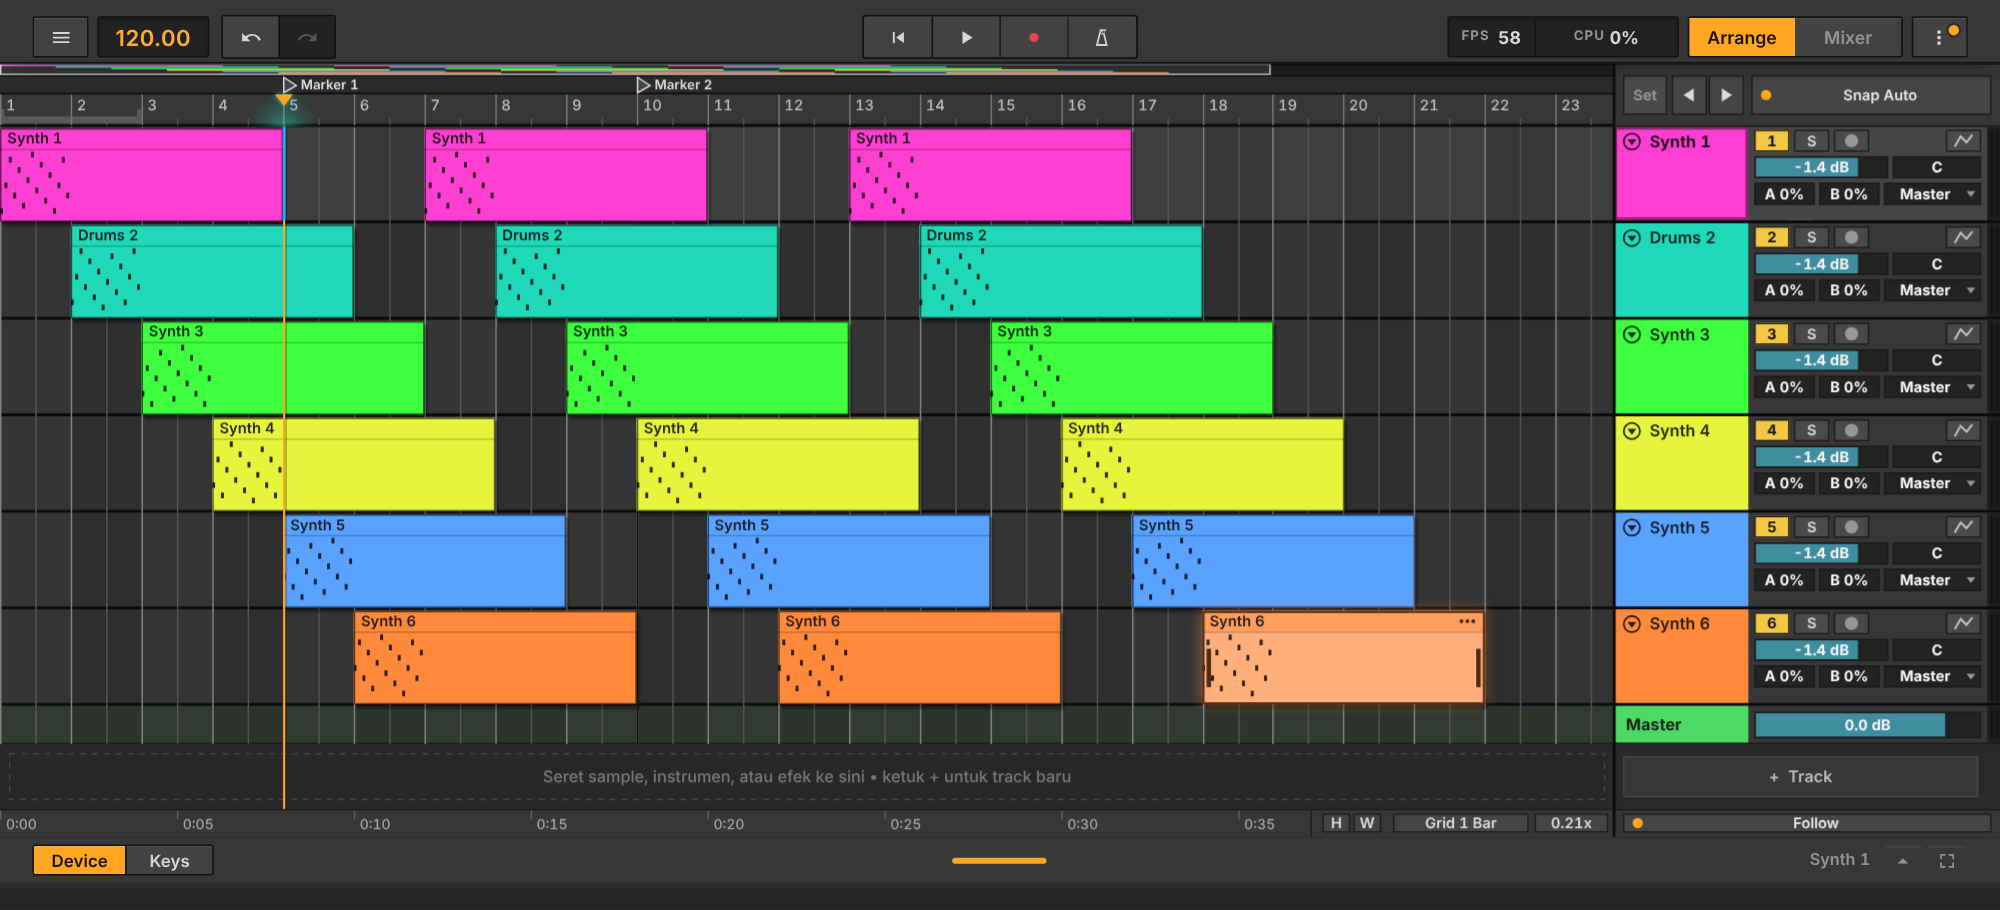 120.00 FPS 58 CPU 0% Arrange Mixer
Marker 1 Marker 2
1 2 3 4 5 6 7 8 9 10 11 12 13 14 15 16 17 18 19 20 21 22 23 Set Snap Auto
Synth 1 Synth 1 Synth 1 Synth 1 1 S
-1.4 dB C
A 0% B 0% Master
Drums 2 Drums 2 Drums 2 Drums 2 2 S
-1.4 dB C
A 0% B 0% Master
Synth 3 Synth 3 Synth 3 Synth 3 3 S
-1.4 dB C
A 0% B 0% Master
Synth 4 Synth 4 Synth 4 Synth 4 4 S
-1.4 dB C
A 0% B 0% Master
Synth 5 Synth 5 Synth 5 Synth 5 5 S
-1.4 dB C
A 0% B 0% Master
Synth 6 Synth 6 Synth 6 Synth 6 6 S
-1.4 dB C
A 0% B 0% Master
Master 0.0 dB
Seret sample, instrumen, atau efek ke sini • ketuk + untuk track baru + Track
0:00 0:05 0:10 0:15 0:20 0:25 0:30 0:35 H W Grid 1 Bar 0.21x Follow
Device Keys Synth 1